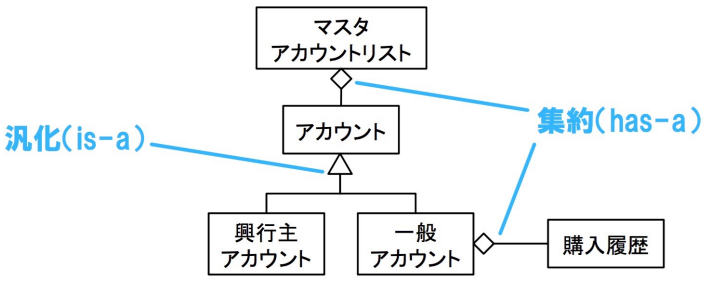 マスタ
アカウントリスト
アカウント
汎化(is-a)
集約(has-a)
興行主
アカウント
一般
アカウント
購入履歴